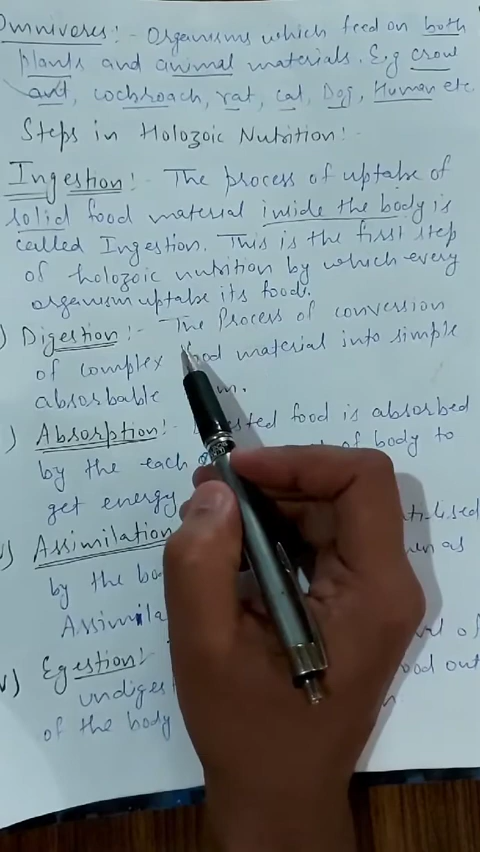 Omnivores:- Organisms which feed on both
plants and animal materials. E.g crow
ant, cockroach, rat, cat, Dog, Human etc.
Steps in Holozoic Nutrition:-
Ingestion:- The process of uptake of
solid food material inside the body is
called Ingestion. This is the first step
of holozoic nutrition by which every
organism uptake its food.
) Digestion:- The Process of conversion
of complex food material into simple
absorbable
) Absorption:- food is absorbed
by the each of body to
get energy
) Assimilation
by the as
Assimila
v) Egestion:- of
undiges food out
of the body